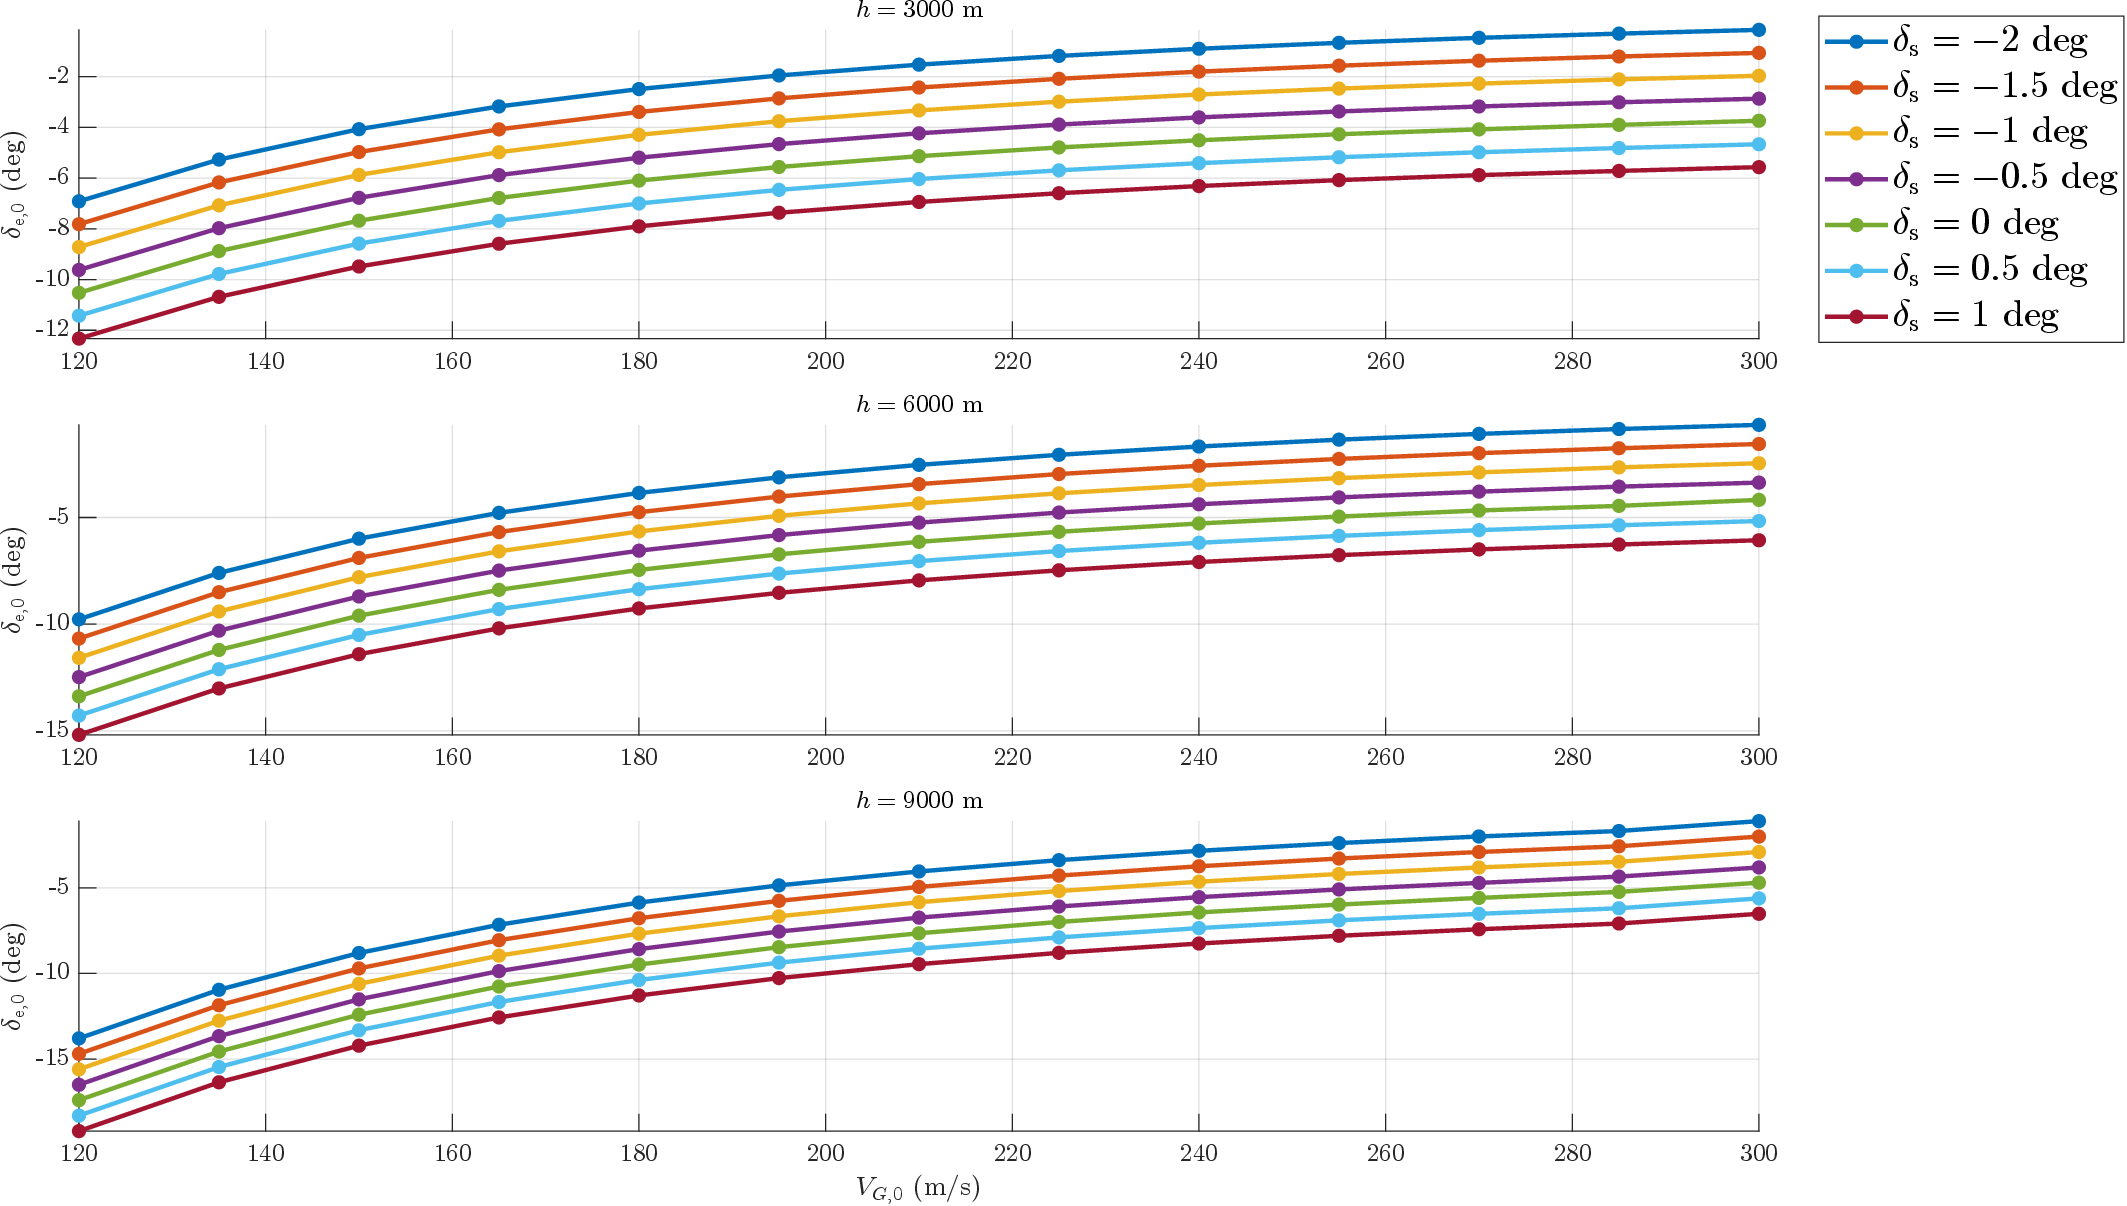 h = 3000 m
δe,0 (deg)
-2
-4
-6
-8
-10
-12
120 140 160 180 200 220 240 260 280 300
δs = −2 deg
δs = −1.5 deg
δs = −1 deg
δs = −0.5 deg
δs = 0 deg
δs = 0.5 deg
δs = 1 deg
h = 6000 m
δe,0 (deg)
-5
-10
-15
120 140 160 180 200 220 240 260 280 300
h = 9000 m
δe,0 (deg)
-5
-10
-15
120 140 160 180 200 220 240 260 280 300
VG,0 (m/s)